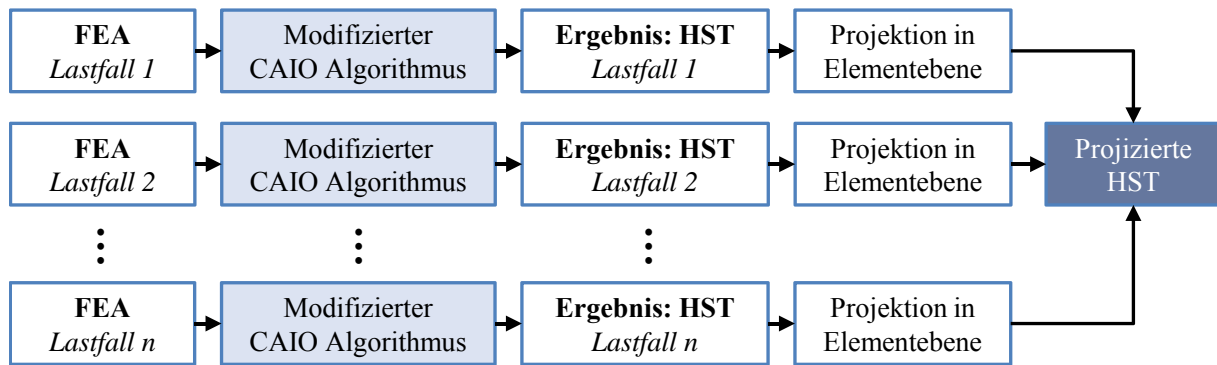 FEA
Lastfall 1
Modifizierter
CAIO Algorithmus
Ergebnis: HST
Lastfall 1
Projektion in
Elementebene
FEA
Lastfall 2
Modifizierter
CAIO Algorithmus
Ergebnis: HST
Lastfall 2
Projektion in
Elementebene
Projizierte
HST
FEA
Lastfall n
Modifizierter
CAIO Algorithmus
Ergebnis: HST
Lastfall n
Projektion in
Elementebene